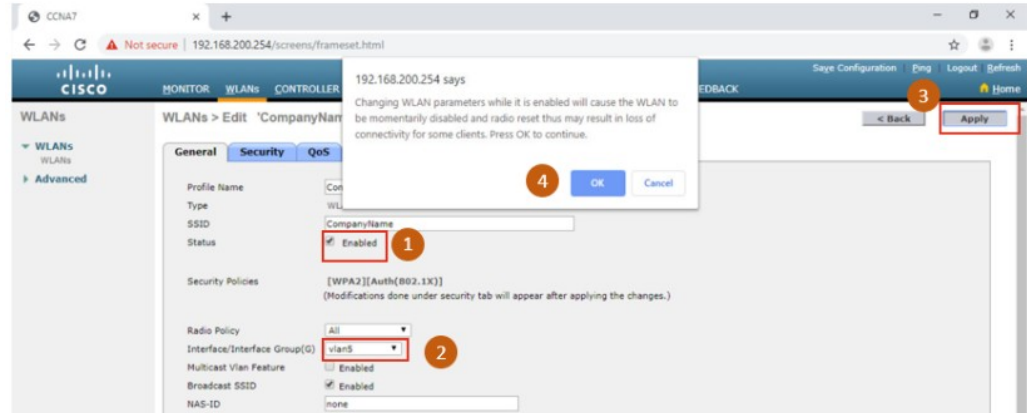 CCNA7
Not secure | 192.168.200.254/screens/frameset.html
Save Configuration Ping Logout Refresh
CISCO
MONITOR WLANs CONTROLLER EDBACK Home
192.168.200.254 says
Changing WLAN parameters while it is enabled will cause the WLAN to
be momentarily disabled and radio reset thus may result in loss of
connectivity for some clients. Press OK to continue.
4 OK Cancel
3
WLANs
WLANs > Edit 'CompanyNam
< Back Apply
WLANs
WLANs
Advanced
General Security QoS
Profile Name Con
Type WL
SSID CompanyName
Status Enabled 1
Security Policies [WPA2][Auth(802.1X)]
(Modifications done under security tab will appear after applying the changes.)
Radio Policy All
Interface/Interface Group(G) vlan5 2
Multicast Vlan Feature Enabled
Broadcast SSID Enabled
NAS-ID none